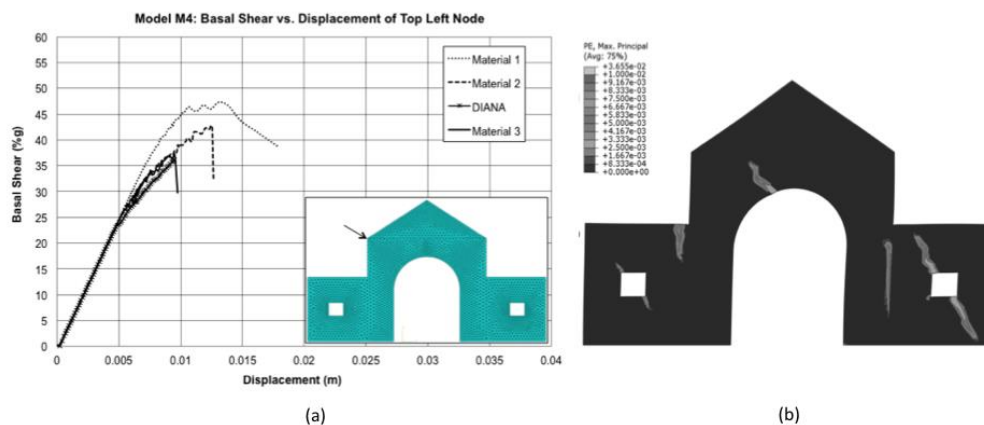 Model M4: Basal Shear vs. Displacement of Top Left Node
60
55
50
45
40
35
30
25
20
15
10
5
0
Basal Shear (%g)
Material 1
Material 2
DIANA
Material 3
0 0.005 0.01 0.015 0.02 0.025 0.03 0.035 0.04
Displacement (m)
(a)
PE, Max. Principal
(Avg: 75%)
+3.655e-02
+1.000e-02
+9.167e-03
+8.333e-03
+7.500e-03
+6.667e-03
+5.833e-03
+5.000e-03
+4.167e-03
+3.333e-03
+2.500e-03
+1.667e-03
+8.333e-04
+0.000e+00
(b)